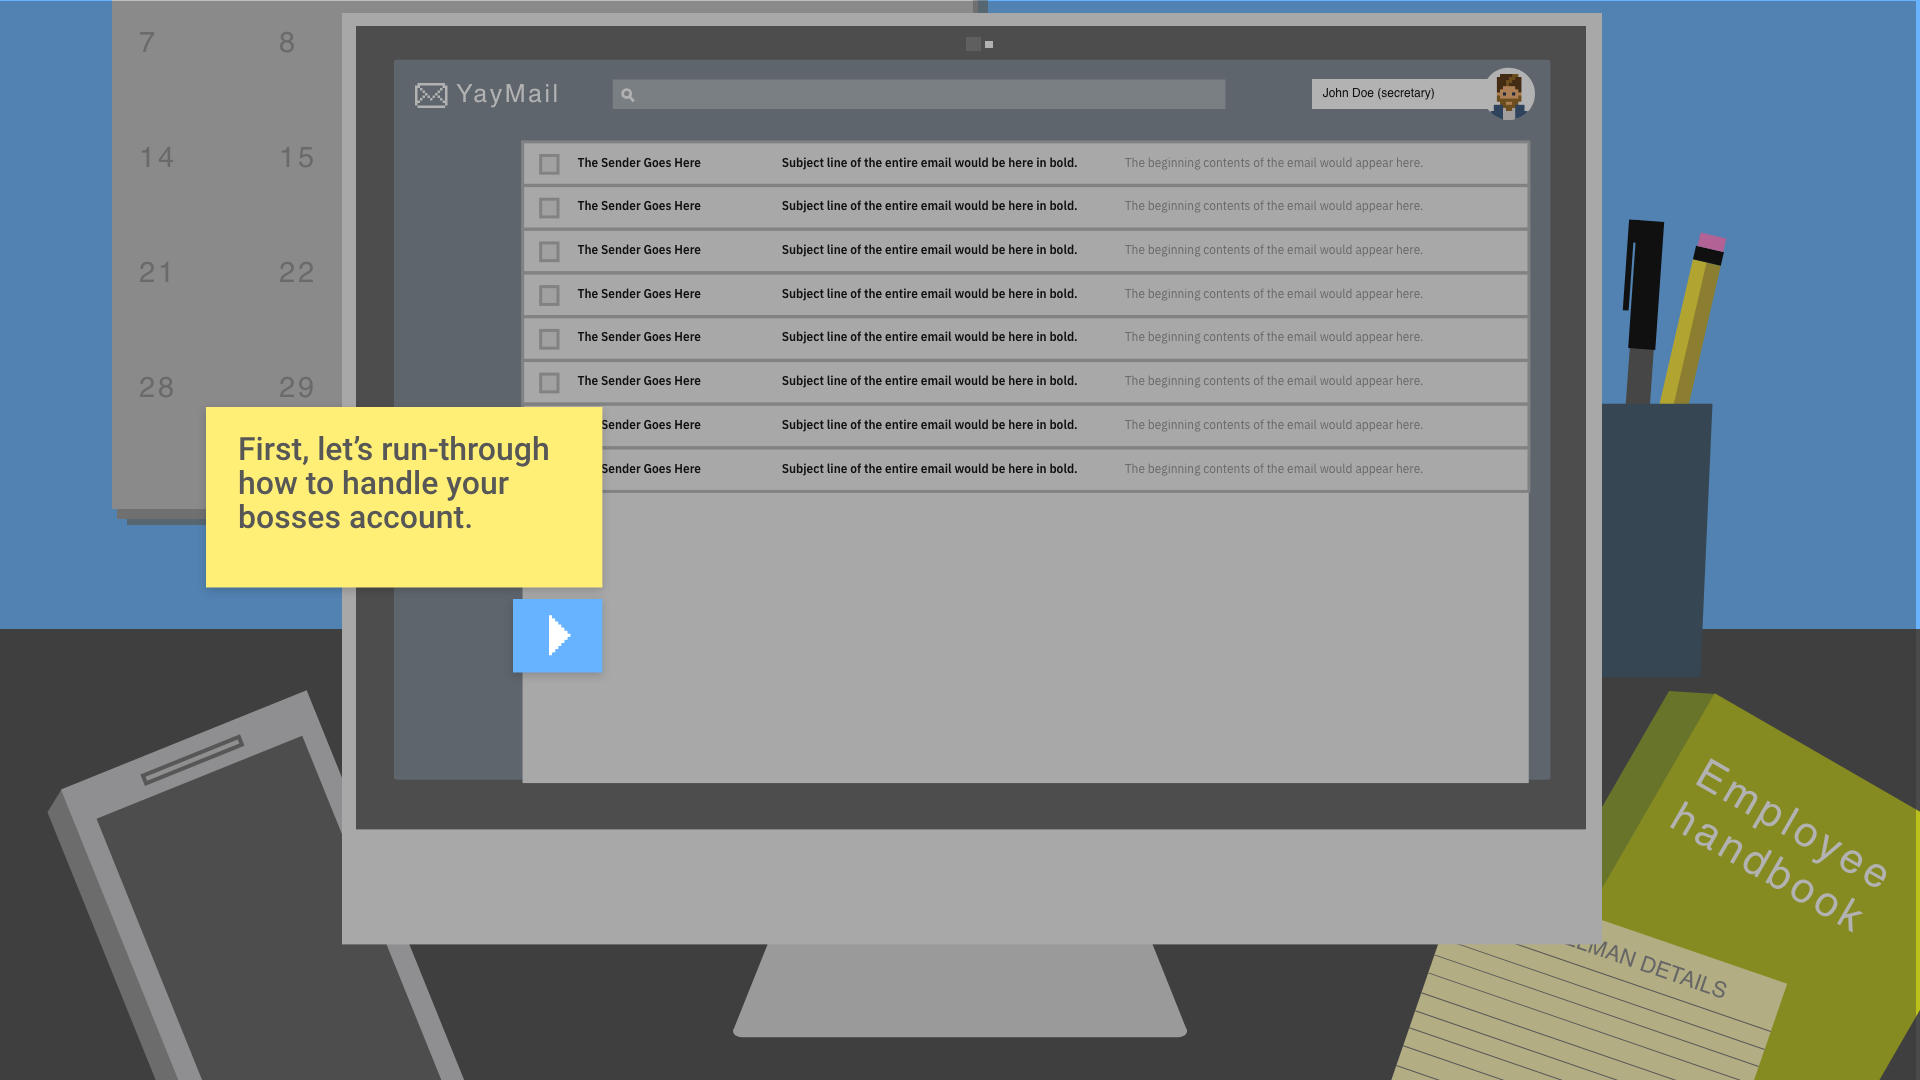 7 8
14 15
21 22
28 29
YayMail
John Doe (secretary)
The Sender Goes Here Subject line of the entire email would be here in bold. The beginning contents of the email would appear here.
The Sender Goes Here Subject line of the entire email would be here in bold. The beginning contents of the email would appear here.
The Sender Goes Here Subject line of the entire email would be here in bold. The beginning contents of the email would appear here.
The Sender Goes Here Subject line of the entire email would be here in bold. The beginning contents of the email would appear here.
The Sender Goes Here Subject line of the entire email would be here in bold. The beginning contents of the email would appear here.
The Sender Goes Here Subject line of the entire email would be here in bold. The beginning contents of the email would appear here.
Sender Goes Here Subject line of the entire email would be here in bold. The beginning contents of the email would appear here.
Sender Goes Here Subject line of the entire email would be here in bold. The beginning contents of the email would appear here.
First, let’s run-through
how to handle your
bosses account.
Employee
handbook
DETAILS